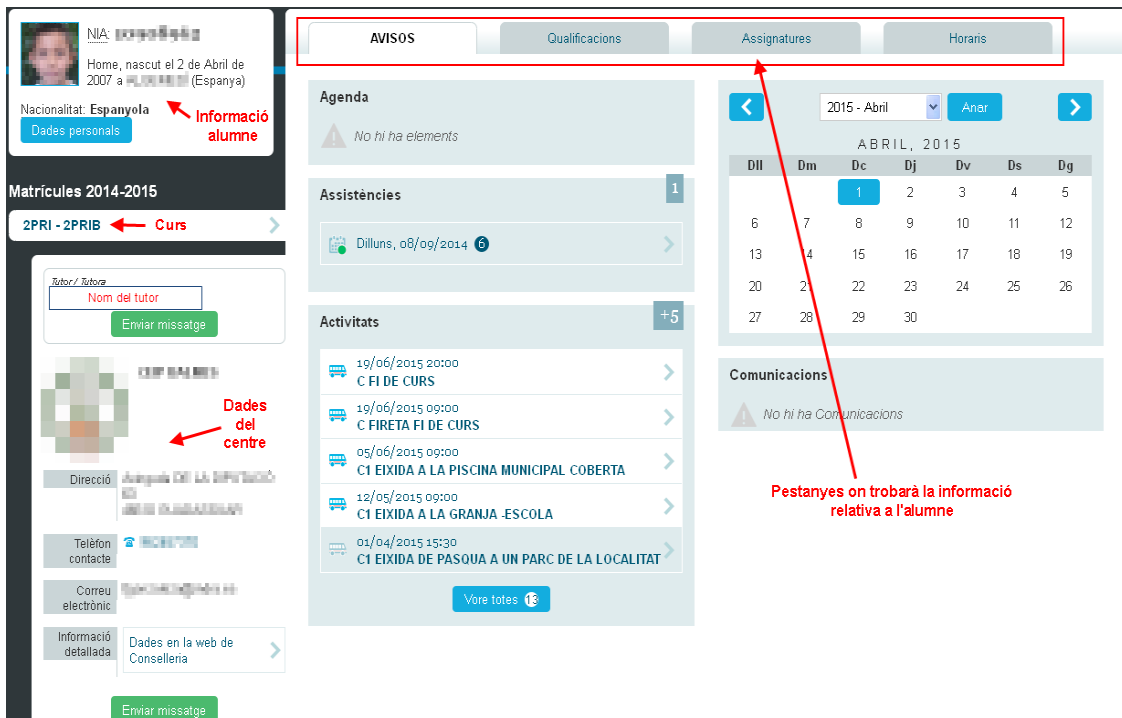 NIA:
Home, nascut el 2 de Abril de
2007 a (Espanya)
Nacionalitat: Espanyola
Dades personals
Informació
alumne
Matrícules 2014-2015
2PRI - 2PRIB
Curs
Tutor / Tutora
Nom del tutor
Enviar missatge
Dades
del
centre
Direcció
Telèfon
contacte
Correu
electrònic
Informació
detallada
Dades en la web de
Conselleria
Enviar missatge
AVISOS
Qualificacions
Assignatures
Horaris
Agenda
No hi ha elements
Assistències
1
Dilluns, 08/09/2014 6
Activitats
+5
19/06/2015 20:00
C FI DE CURS
19/06/2015 09:00
C FIRETA FI DE CURS
05/06/2015 09:00
C1 EIXIDA A LA PISCINA MUNICIPAL COBERTA
12/05/2015 09:00
C1 EIXIDA A LA GRANJA -ESCOLA
01/04/2015 15:30
C1 EIXIDA DE PASQUA A UN PARC DE LA LOCALITAT
Vore totes 13
2015 - Abril
Anar
ABRIL, 2015
Dll Dm Dc Dj Dv Ds Dg
1 2 3 4 5
6 7 8 9 10 11 12
13 14 15 16 17 18 19
20 21 22 23 24 25 26
27 28 29 30
Comunicacions
No hi ha Comunicacions
Pestanyes on trobarà la informació
relativa a l'alumne